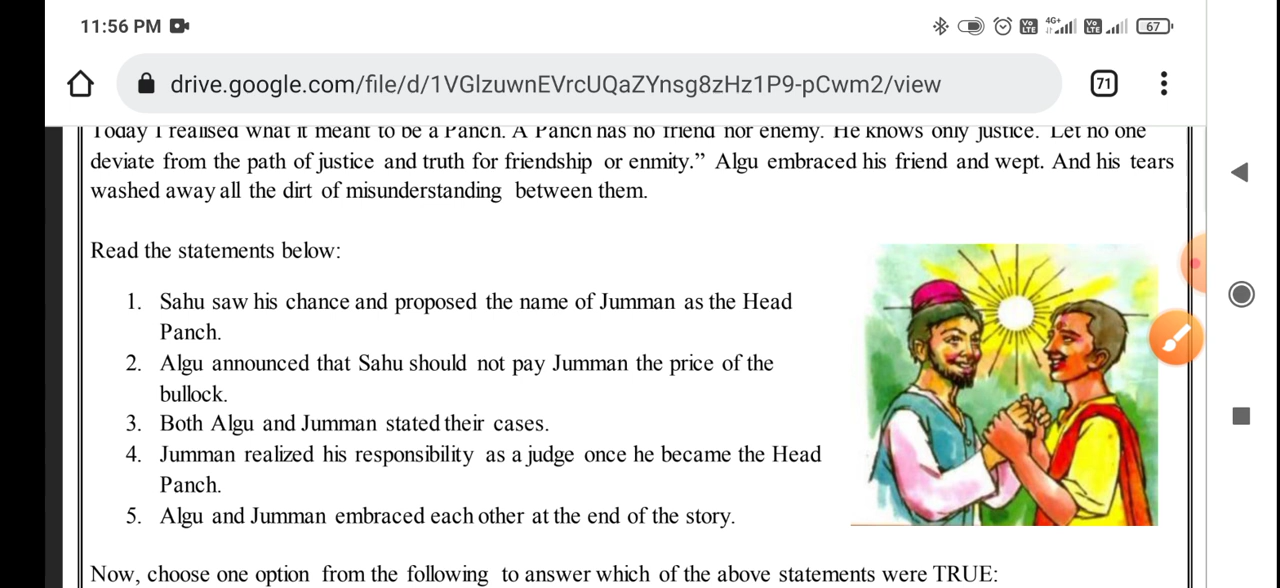 11:56 PM
4G+
Vo LTE
Vo LTE
67
drive.google.com/file/d/1VGlzuwnEVrcUQaZYnsg8zHz1P9-pCwm2/view
71
Today I realised what it meant to be a Panch. A Panch has no friend nor enemy. He knows only justice. Let no one
deviate from the path of justice and truth for friendship or enmity.” Algu embraced his friend and wept. And his tears
washed away all the dirt of misunderstanding between them.
Read the statements below:
1. Sahu saw his chance and proposed the name of Jumman as the Head
Panch.
2. Algu announced that Sahu should not pay Jumman the price of the
bullock.
3. Both Algu and Jumman stated their cases.
4. Jumman realized his responsibility as a judge once he became the Head
Panch.
5. Algu and Jumman embraced each other at the end of the story.
Now, choose one option from the following to answer which of the above statements were TRUE: